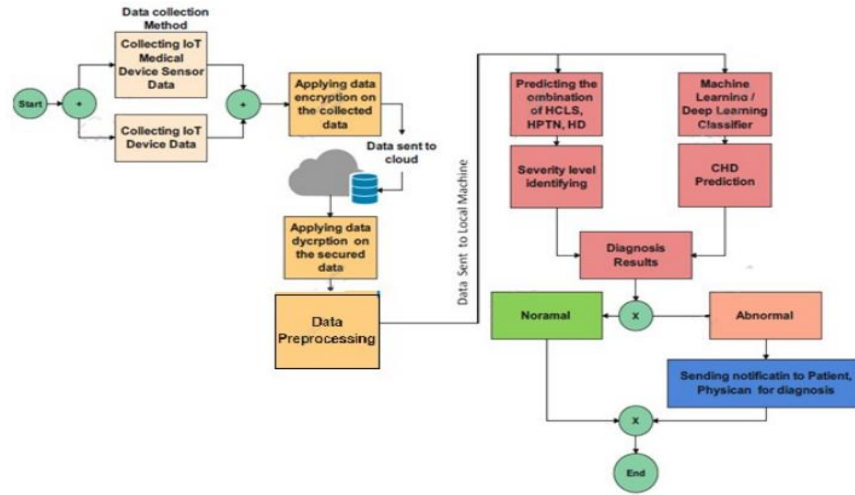 Data collection
Method
Collecting IoT
Medical
Device Sensor
Data
Start
+
+
Collecting IoT
Device Data
Applying data
encryption on
the collected
data
Data sent to
cloud
Applying data
dycrption on
the secured
data
Data
Preprocessing
Data Sent to Local Machine
Predicting the
combination
of HCLS,
HPTN, HD
Machine
Learning /
Deep Learning
Classifier
Severity level
identifying
CHD
Prediction
Diagnosis
Results
Noramal
X
Abnormal
Sending notificatin to Patient,
Physican for diagnosis
X
End